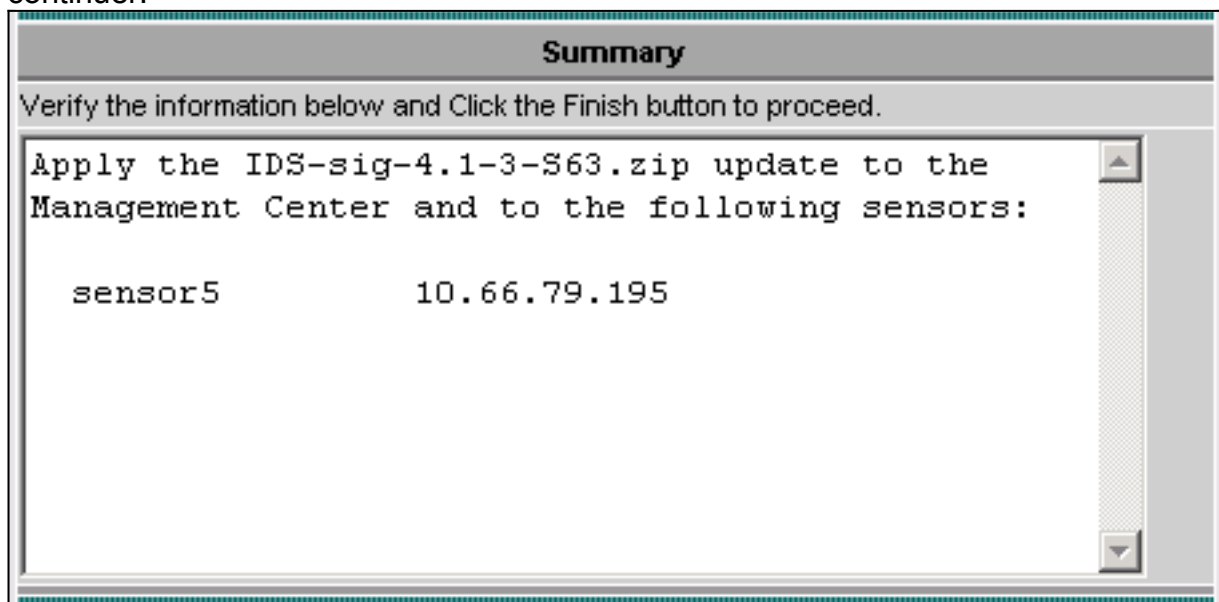 Summary
Verify the information below and Click the Finish button to proceed.
Apply the IDS-sig-4.1-3-S63.zip update to the
Management Center and to the following sensors:
sensor5 10.66.79.195